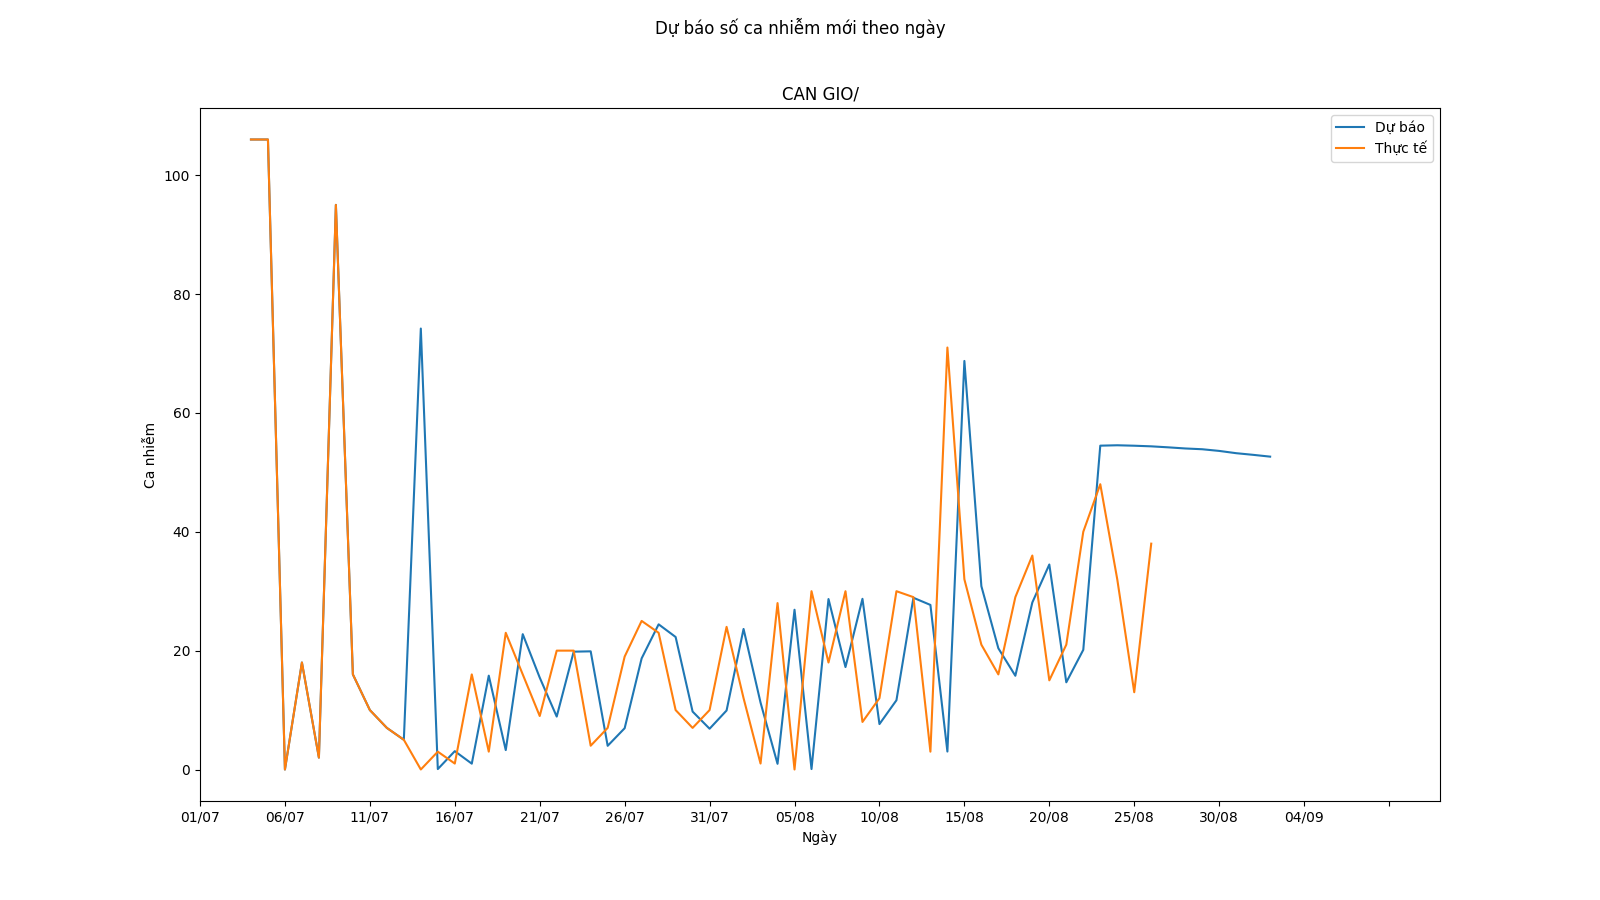 Dự báo số ca nhiễm mới theo ngày
CAN GIO/
Dự báo
Thực tế
100
80
60
40
20
0
Ca nhiễm
01/07 06/07 11/07 16/07 21/07 26/07 31/07 05/08 10/08 15/08 20/08 25/08 30/08 04/09
Ngày